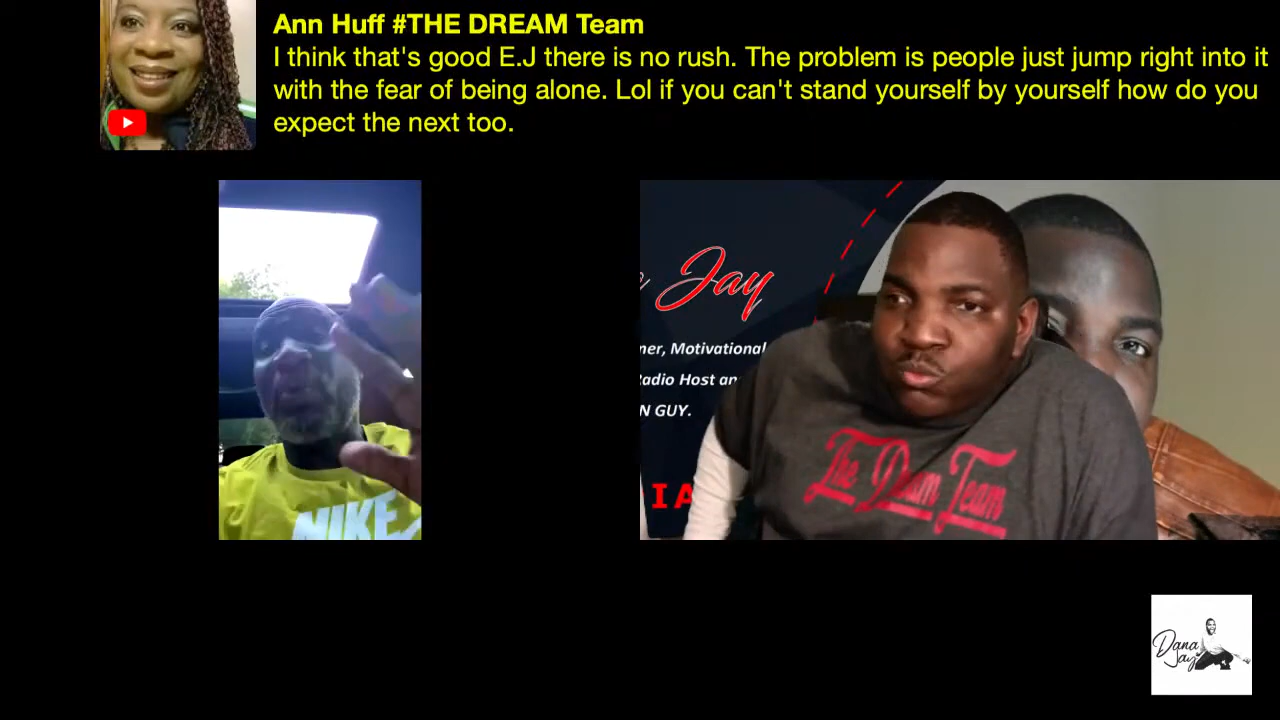 Ann Huff #THE DREAM Team
I think that's good E.J there is no rush. The problem is people just jump right into it
with the fear of being alone. Lol if you can't stand yourself by yourself how do you
expect the next too.
Jay
ner, Motivational
Radio Host an
N GUY.
IA
NIKE
The Dream Team
Dana
Jay